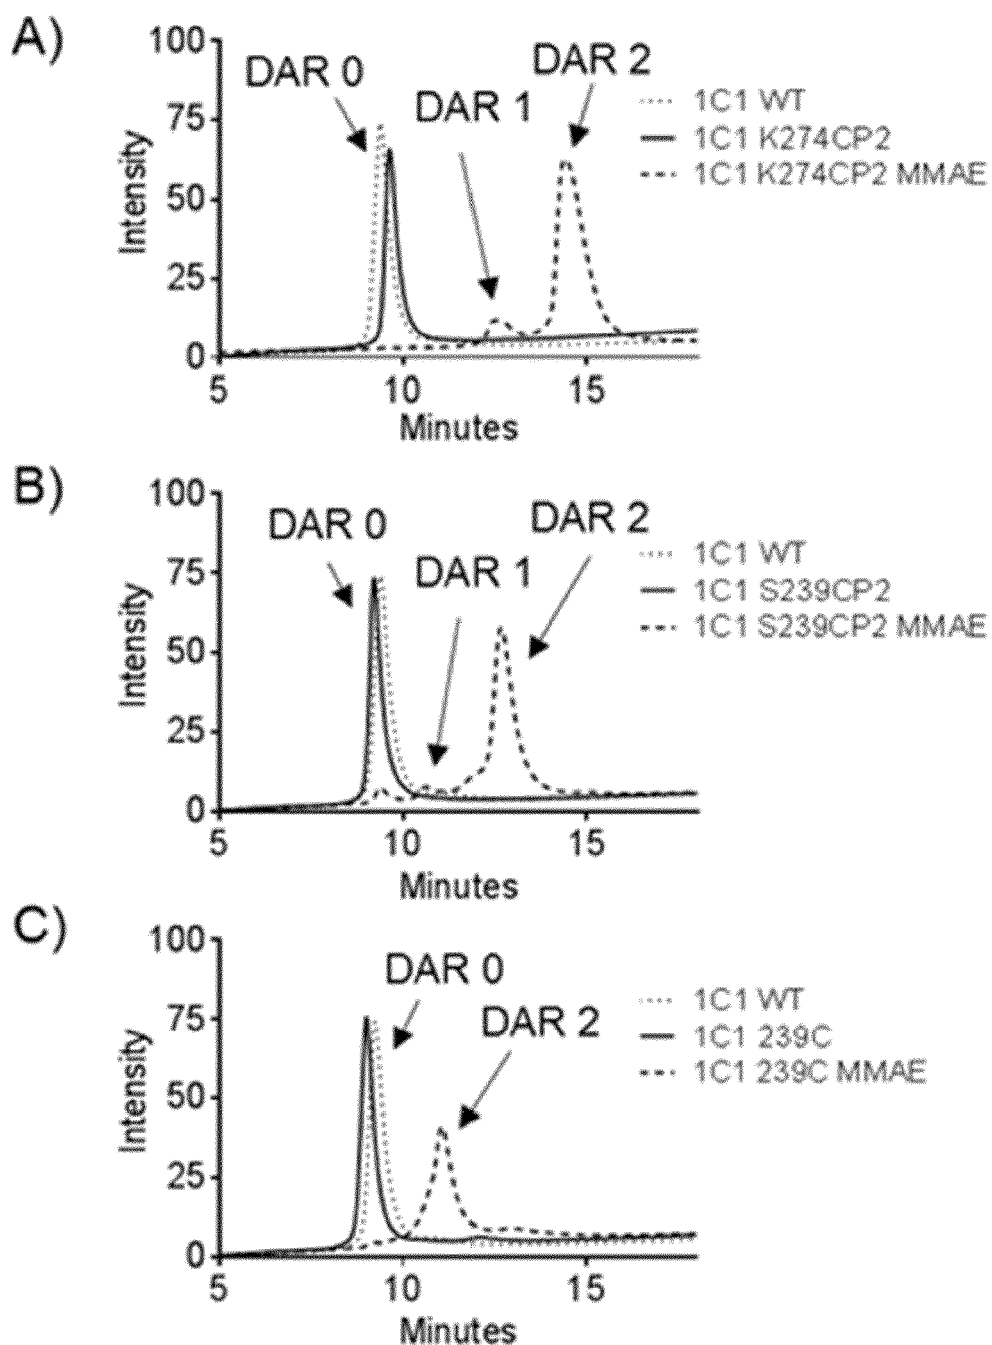 A)
100
75
50
25
0
Intensity
DAR 0
DAR 1
DAR 2
1C1 WT
1C1 K274CP2
1C1 K274CP2 MMAE
5
10
15
Minutes
B)
100
75
50
25
0
Intensity
DAR 0
DAR 1
DAR 2
1C1 WT
1C1 S239CP2
1C1 S239CP2 MMAE
5
10
15
Minutes
C)
100
75
50
25
0
Intensity
DAR 0
DAR 2
1C1 WT
1C1 239C
1C1 239C MMAE
5
10
15
Minutes